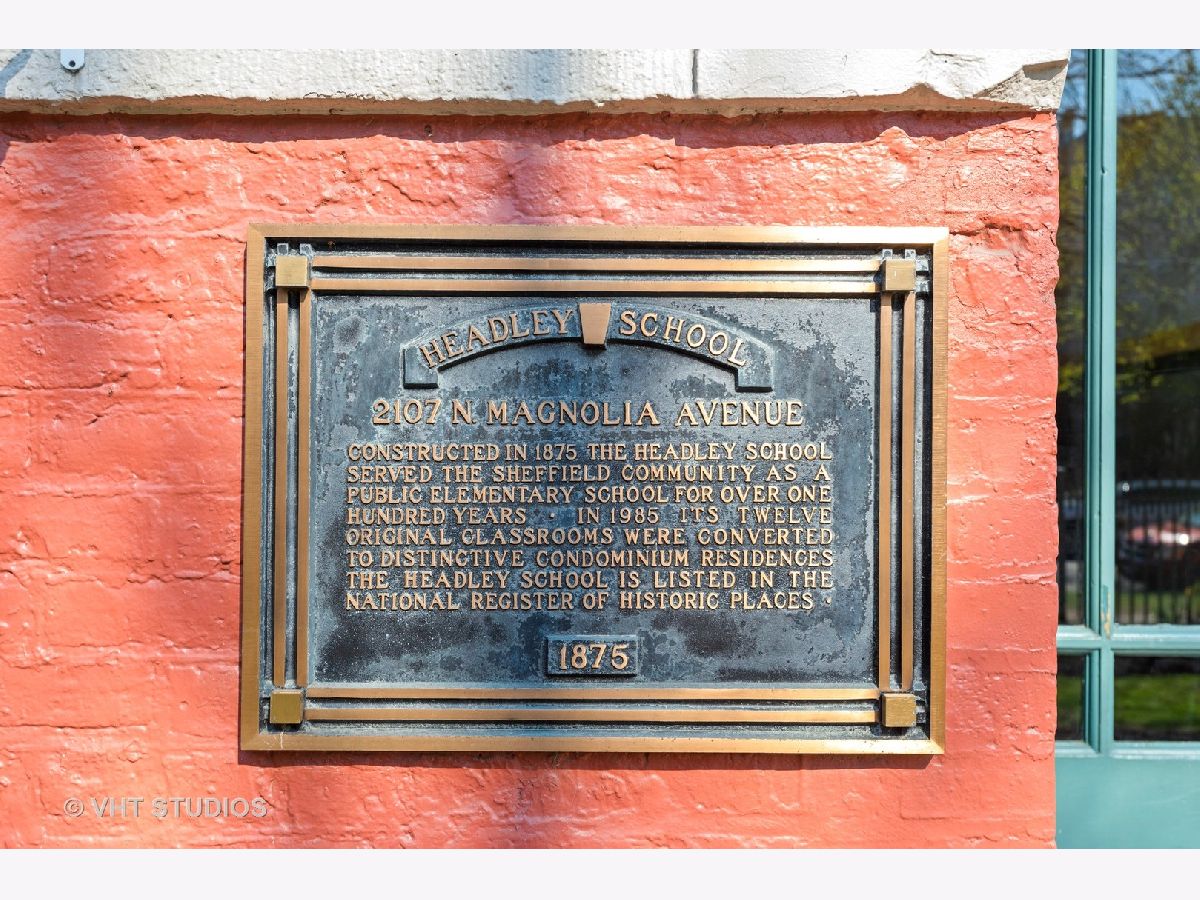 HEADLEY SCHOOL
2107 N. MAGNOLIA AVENUE
CONSTRUCTED IN 1875 THE HEADLEY SCHOOL
SERVED THE SHEFFIELD COMMUNITY AS A
PUBLIC ELEMENTARY SCHOOL FOR OVER ONE
HUNDRED YEARS · IN 1985 ITS TWELVE
ORIGINAL CLASSROOMS WERE CONVERTED
TO DISTINCTIVE CONDOMINIUM RESIDENCES
THE HEADLEY SCHOOL IS LISTED IN THE
NATIONAL REGISTER OF HISTORIC PLACES ·
1875
© VHT STUDIOS